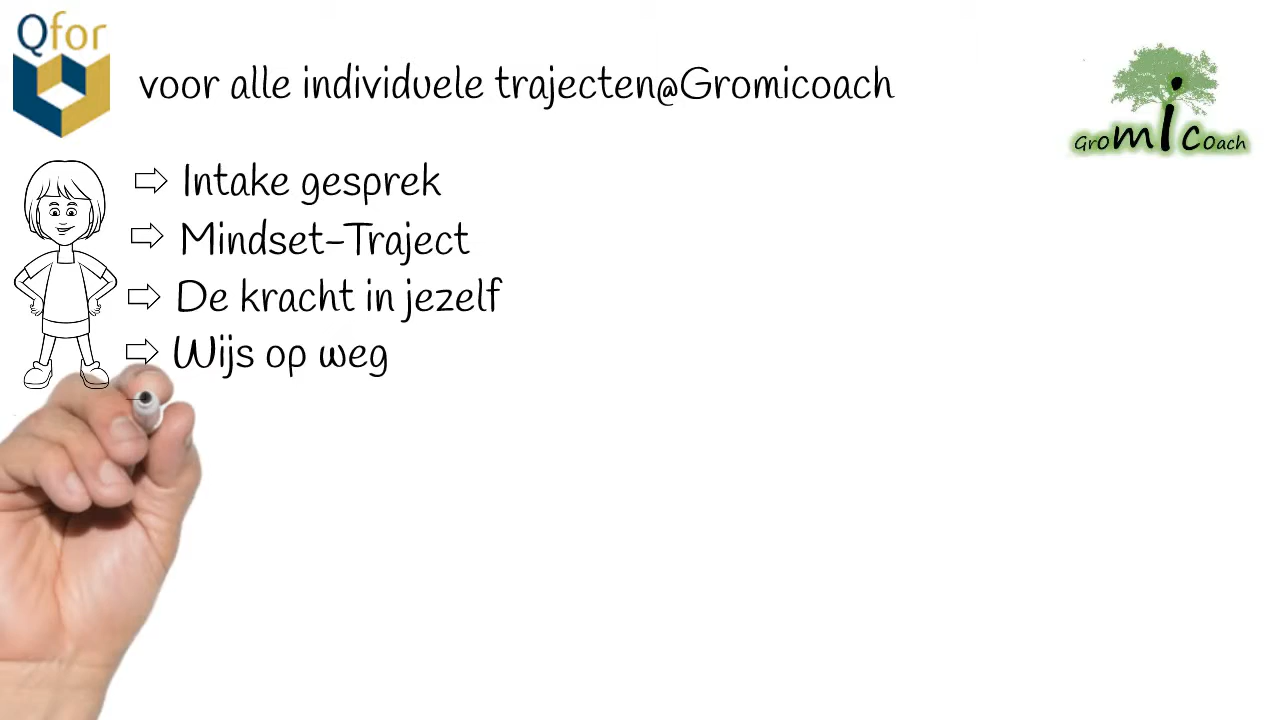 Qfor
voor alle individuele trajecten@Gromicoach
GromiCoach
Intake gesprek
Mindset-Traject
De kracht in jezelf
Wijs op weg